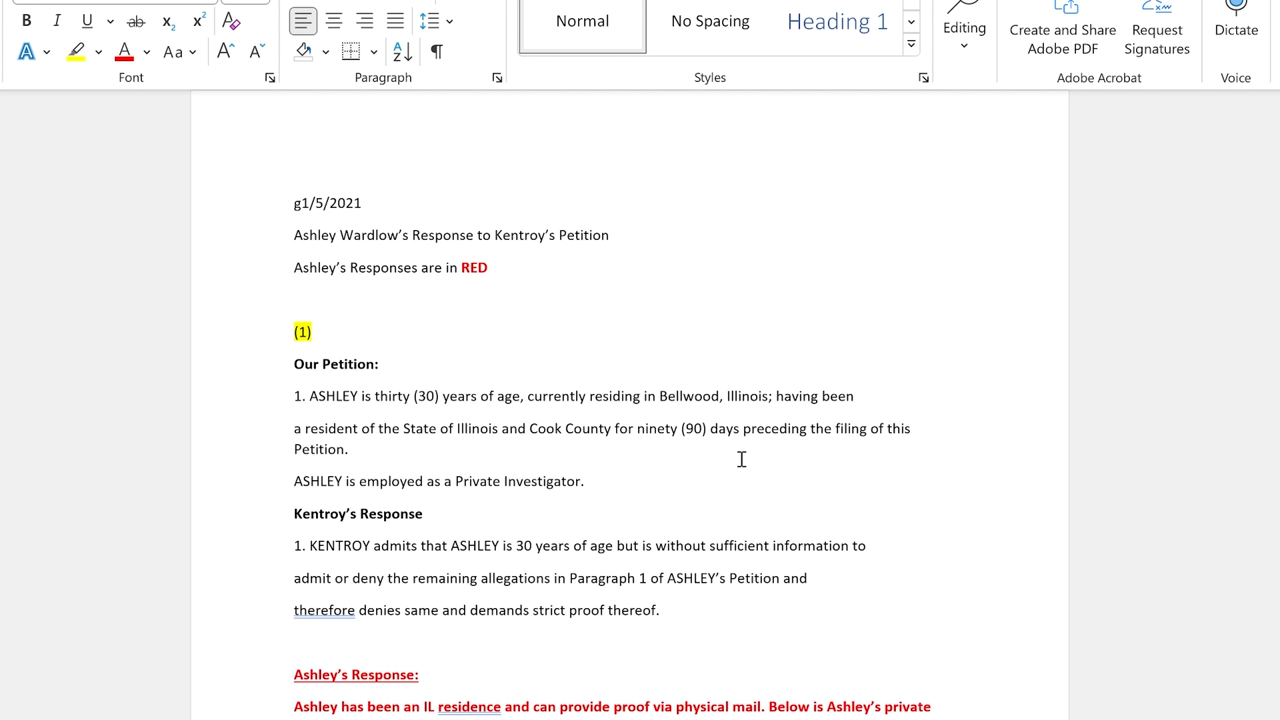 B I U ab x₂ x² A
A A Aa A A
Normal No Spacing Heading 1
Editing
Create and Share Adobe PDF
Request Signatures
Dictate
Font Paragraph Styles Adobe Acrobat Voice
g1/5/2021
Ashley Wardlow’s Response to Kentroy’s Petition
Ashley’s Responses are in RED
(1)
Our Petition:
1. ASHLEY is thirty (30) years of age, currently residing in Bellwood, Illinois; having been
a resident of the State of Illinois and Cook County for ninety (90) days preceding the filing of this
Petition.
ASHLEY is employed as a Private Investigator.
Kentroy’s Response
1. KENTROY admits that ASHLEY is 30 years of age but is without sufficient information to
admit or deny the remaining allegations in Paragraph 1 of ASHLEY’s Petition and
therefore denies same and demands strict proof thereof.
Ashley’s Response:
Ashley has been an IL residence and can provide proof via physical mail. Below is Ashley’s private